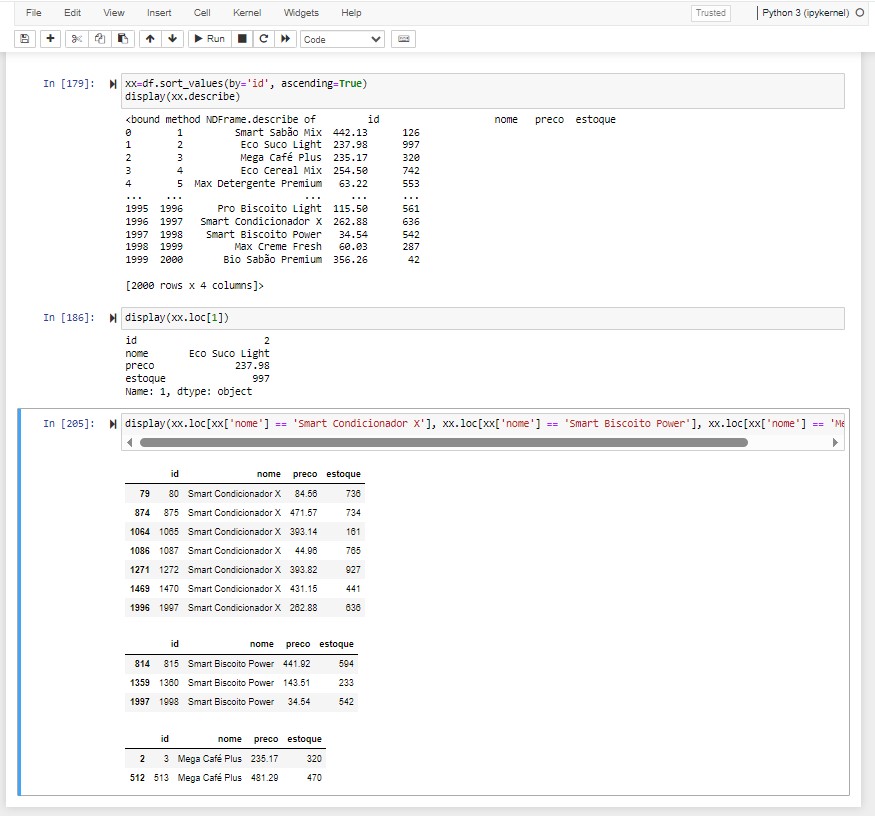 File Edit View Insert Cell Kernel Widgets Help Trusted Python 3 (ipykernel)
Run Code
In [179]: xx=df.sort_values(by='id', ascending=True)
display(xx.describe)
<bound method NDFrame.describe of id nome preco estoque
0 1 Smart Sabão Mix 442.13 126
1 2 Eco Suco Light 237.98 997
2 3 Mega Café Plus 235.17 320
3 4 Eco Cereal Mix 254.50 742
4 5 Max Detergente Premium 63.22 553
... ... ... ... ...
1995 1996 Pro Biscoito Light 115.50 561
1996 1997 Smart Condicionador X 262.88 636
1997 1998 Smart Biscoito Power 34.54 542
1998 1999 Max Creme Fresh 60.03 287
1999 2000 Bio Sabão Premium 356.26 42
[2000 rows x 4 columns]>
In [186]: display(xx.loc[1])
id 2
nome Eco Suco Light
preco 237.98
estoque 997
Name: 1, dtype: object
In [205]: display(xx.loc[xx['nome'] == 'Smart Condicionador X'], xx.loc[xx['nome'] == 'Smart Biscoito Power'], xx.loc[xx['nome'] == 'Me
id nome preco estoque
79 80 Smart Condicionador X 84.56 736
874 875 Smart Condicionador X 471.57 734
1064 1065 Smart Condicionador X 393.14 161
1086 1087 Smart Condicionador X 44.96 765
1271 1272 Smart Condicionador X 393.82 927
1469 1470 Smart Condicionador X 431.15 441
1996 1997 Smart Condicionador X 262.88 636
id nome preco estoque
814 815 Smart Biscoito Power 441.92 594
1359 1360 Smart Biscoito Power 143.51 233
1997 1998 Smart Biscoito Power 34.54 542
id nome preco estoque
2 3 Mega Café Plus 235.17 320
512 513 Mega Café Plus 481.29 470